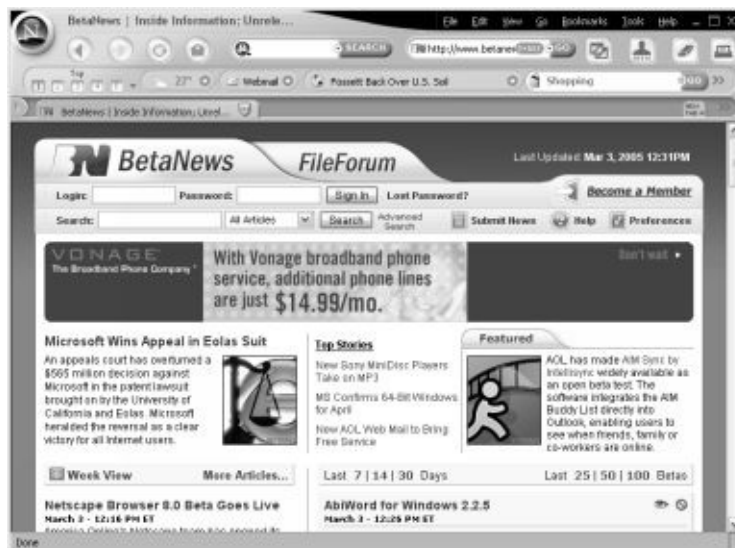 BetaNews | Inside Information; Unrele...
File Edit View Go Bookmarks Tools Help
SEARCH http://www.betane GO
Top
27° Webmail Fossett Back Over U.S. Soil Shopping GO
BetaNews | Inside Information; Unrel...
BetaNews FileForum Last Updated: Mar 3, 2005 12:31PM
Login: Password: Sign In Lost Password? Become a Member
Search: All Articles Search Advanced Search Submit News Help Preferences
VONAGE
The Broadband Phone Company
With Vonage broadband phone
service, additional phone lines
are just $14.99/mo.
Don't wait
Microsoft Wins Appeal in Eolas Suit
An appeals court has overturned a
$565 million decision against
Microsoft in the patent lawsuit
brought on by the University of
California and Eolas. Microsoft
heralded the reversal as a clear
victory for all Internet users.
Top Stories
New Sony MiniDisc Players
Take on MP3
MS Confirms 64-Bit Windows
for April
New AOL Web Mail to Bring
Free Service
Featured
AOL has made AIM Sync by
Intellisync widely available as
an open beta test. The
software integrates the AIM
Buddy List directly into
Outlook, enabling users to
see when friends, family or
co-workers are online.
Week View More Articles...
Last 7 | 14 | 30 Days Last 25 | 50 | 100 Betas
Netscape Browser 8.0 Beta Goes Live
March 3 - 12:16 PM ET
America Online's Netscape team has opened its
AbiWord for Windows 2.2.5
March 3 - 12:26 PM ET
Done